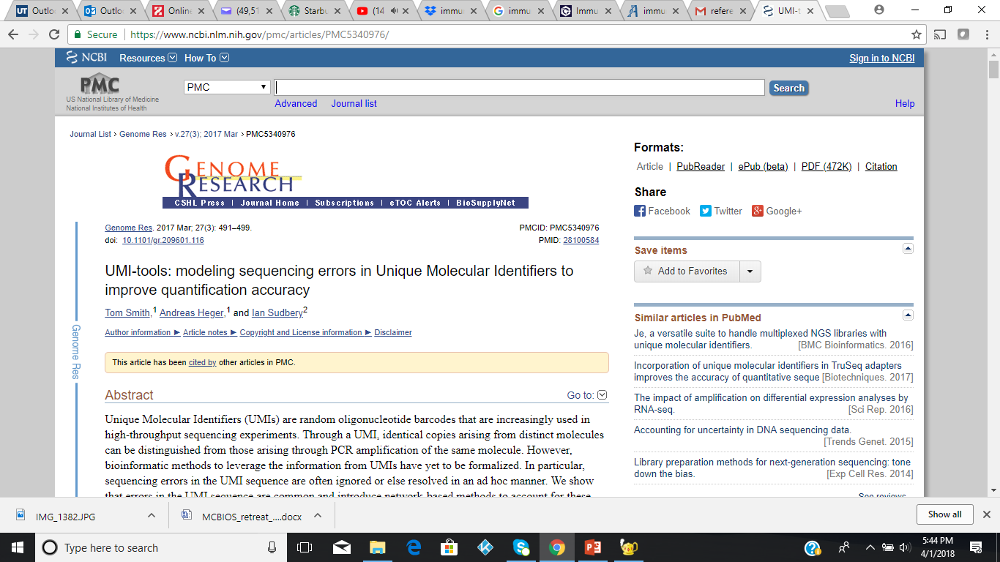 UT Outloo
Outloo
Z Online
(49,51
Starbu
(14
immu
immu
Immu
immu
refere
UMI-t
Secure https://www.ncbi.nlm.nih.gov/pmc/articles/PMC5340976/
NCBI Resources How To Sign in to NCBI
PMC
US National Library of Medicine
National Institutes of Health
PMC Search
Advanced Journal list Help
Journal List > Genome Res > v.27(3); 2017 Mar > PMC5340976
GENOME
RESEARCH
CSHL Press | Journal Home | Subscriptions | eTOC Alerts | BioSupplyNet
Genome Res
Genome Res. 2017 Mar; 27(3): 491–499. PMCID: PMC5340976
doi: 10.1101/gr.209601.116 PMID: 28100584
UMI-tools: modeling sequencing errors in Unique Molecular Identifiers to
improve quantification accuracy
Tom Smith,1 Andreas Heger,1 and Ian Sudbery2
Author information ► Article notes ► Copyright and License information ► Disclaimer
This article has been cited by other articles in PMC.
Abstract Go to:
Unique Molecular Identifiers (UMIs) are random oligonucleotide barcodes that are increasingly used in
high-throughput sequencing experiments. Through a UMI, identical copies arising from distinct molecules
can be distinguished from those arising through PCR amplification of the same molecule. However,
bioinformatic methods to leverage the information from UMIs have yet to be formalized. In particular,
sequencing errors in the UMI sequence are often ignored or else resolved in an ad hoc manner. We show
that errors in the UMI sequence are common and introduce network-based methods to account for these
Formats:
Article | PubReader | ePub (beta) | PDF (472K) | Citation
Share
Facebook Twitter Google+
Save items
Add to Favorites
Similar articles in PubMed
Je, a versatile suite to handle multiplexed NGS libraries with
unique molecular identifiers. [BMC Bioinformatics. 2016]
Incorporation of unique molecular identifiers in TruSeq adapters
improves the accuracy of quantitative seque [Biotechniques. 2017]
The impact of amplification on differential expression analyses by
RNA-seq. [Sci Rep. 2016]
Accounting for uncertainty in DNA sequencing data.
[Trends Genet. 2015]
Library preparation methods for next-generation sequencing: tone
down the bias. [Exp Cell Res. 2014]
See reviews
IMG_1382.JPG
MCBIOS_retreat_....docx
Show all
Type here to search
5:44 PM
4/1/2018